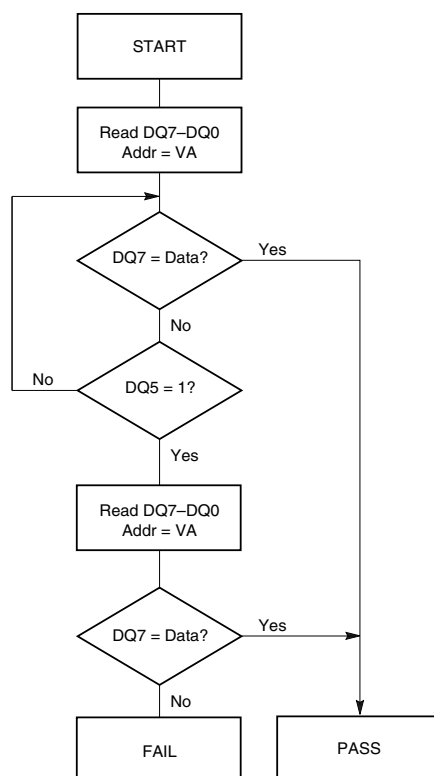 START
Read DQ7–DQ0
Addr = VA
DQ7 = Data?
Yes
No
No
DQ5 = 1?
Yes
Read DQ7–DQ0
Addr = VA
DQ7 = Data?
Yes
No
FAIL
PASS